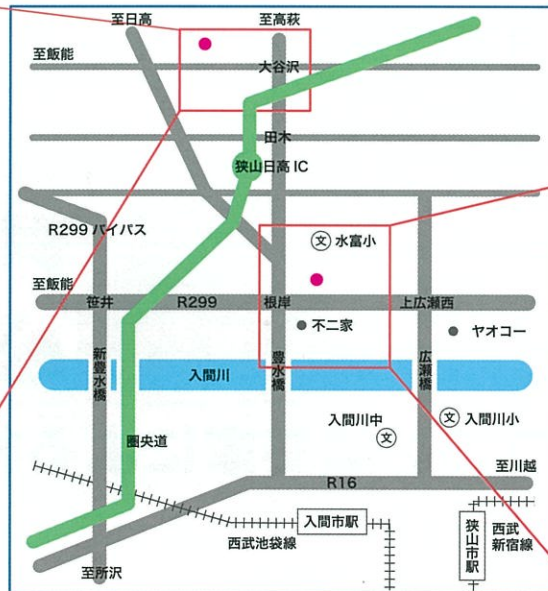 至日高
至高萩
至飯能
大谷沢
田木
狭山日高 IC
R299 バイパス
文 水富小
至飯能
笹井
R299
根岸
上広瀬西
不二家
ヤオコー
新豊水橋
入間川
豊水橋
広瀬橋
入間川中
文
文 入間川小
圏央道
至川越
R16
入間市駅
西武池袋線
狭山市駅
西武
新宿線
至所沢